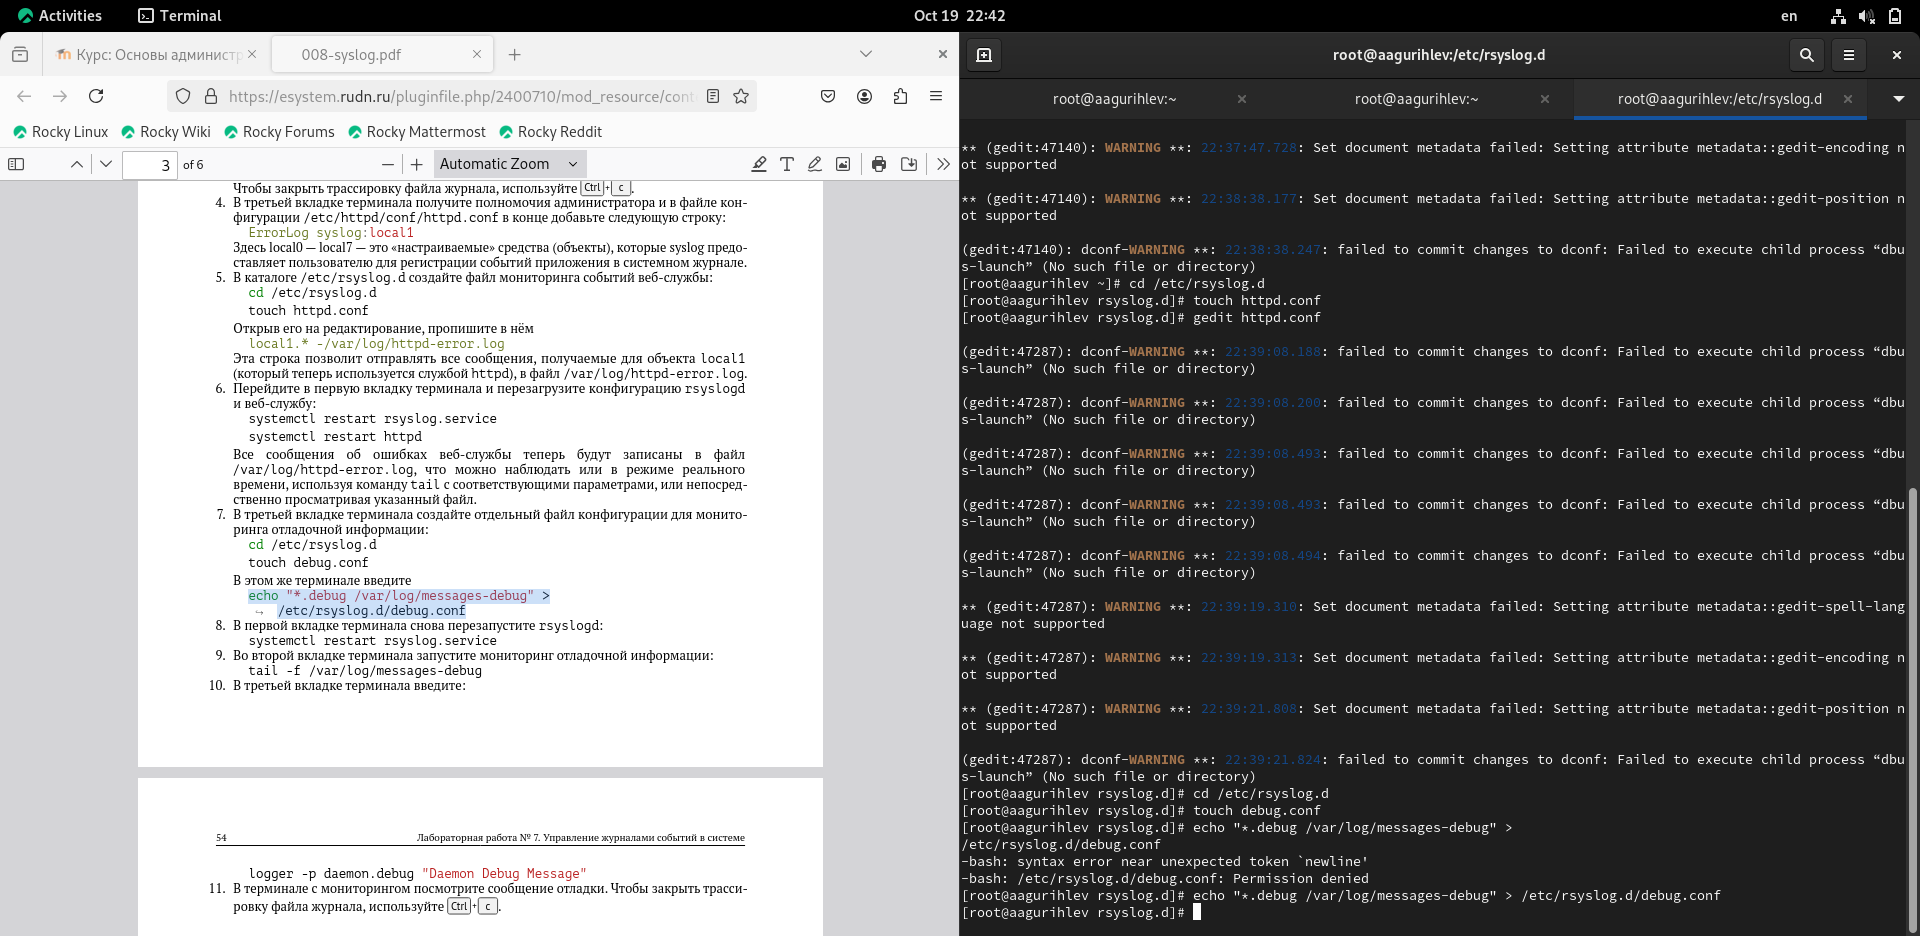 Activities
Terminal
Oct 19 22:42
en
Курс: Основы администр
008-syslog.pdf
https://esystem.rudn.ru/pluginfile.php/2400710/mod_resource/cont
Rocky Linux
Rocky Wiki
Rocky Forums
Rocky Mattermost
Rocky Reddit
3 of 6
Automatic Zoom
Чтобы закрыть трассировку файла журнала, используйте Ctrl + c .
4. В третьей вкладке терминала получите полномочия администратора и в файле кон-
фигурации /etc/httpd/conf/httpd.conf в конце добавьте следующую строку:
ErrorLog syslog:local1
Здесь local0 — local7 — это «настраиваемые» средства (объекты), которые syslog предо-
ставляет пользователю для регистрации событий приложения в системном журнале.
5. В каталоге /etc/rsyslog.d создайте файл мониторинга событий веб-службы:
cd /etc/rsyslog.d
touch httpd.conf
Открыв его на редактирование, пропишите в нём
local1.* -/var/log/httpd-error.log
Эта строка позволит отправлять все сообщения, получаемые для объекта local1
(который теперь используется службой httpd), в файл /var/log/httpd-error.log.
6. Перейдите в первую вкладку терминала и перезагрузите конфигурацию rsyslogd
и веб-службу:
systemctl restart rsyslog.service
systemctl restart httpd
Все сообщения об ошибках веб-службы теперь будут записаны в файл
/var/log/httpd-error.log, что можно наблюдать или в режиме реального
времени, используя команду tail с соответствующими параметрами, или непосред-
ственно просматривая указанный файл.
7. В третьей вкладке терминала создайте отдельный файл конфигурации для монито-
ринга отладочной информации:
cd /etc/rsyslog.d
touch debug.conf
В этом же терминале введите
echo "*.debug /var/log/messages-debug" >
↪ /etc/rsyslog.d/debug.conf
8. В первой вкладке терминала снова перезапустите rsyslogd:
systemctl restart rsyslog.service
9. Во второй вкладке терминала запустите мониторинг отладочной информации:
tail -f /var/log/messages-debug
10. В третьей вкладке терминала введите:
54 Лабораторная работа № 7. Управление журналами событий в системе
logger -p daemon.debug "Daemon Debug Message"
11. В терминале с мониторингом посмотрите сообщение отладки. Чтобы закрыть трасси-
ровку файла журнала, используйте Ctrl + c .
root@aagurihlev:/etc/rsyslog.d
root@aagurihlev:~
root@aagurihlev:~
root@aagurihlev:/etc/rsyslog.d
** (gedit:47140): WARNING **: 22:37:47.728: Set document metadata failed: Setting attribute metadata::gedit-encoding n
ot supported
** (gedit:47140): WARNING **: 22:38:38.177: Set document metadata failed: Setting attribute metadata::gedit-position n
ot supported
(gedit:47140): dconf-WARNING **: 22:38:38.247: failed to commit changes to dconf: Failed to execute child process “dbu
s-launch” (No such file or directory)
[root@aagurihlev ~]# cd /etc/rsyslog.d
[root@aagurihlev rsyslog.d]# touch httpd.conf
[root@aagurihlev rsyslog.d]# gedit httpd.conf
(gedit:47287): dconf-WARNING **: 22:39:08.188: failed to commit changes to dconf: Failed to execute child process “dbu
s-launch” (No such file or directory)
(gedit:47287): dconf-WARNING **: 22:39:08.200: failed to commit changes to dconf: Failed to execute child process “dbu
s-launch” (No such file or directory)
(gedit:47287): dconf-WARNING **: 22:39:08.493: failed to commit changes to dconf: Failed to execute child process “dbu
s-launch” (No such file or directory)
(gedit:47287): dconf-WARNING **: 22:39:08.493: failed to commit changes to dconf: Failed to execute child process “dbu
s-launch” (No such file or directory)
(gedit:47287): dconf-WARNING **: 22:39:08.494: failed to commit changes to dconf: Failed to execute child process “dbu
s-launch” (No such file or directory)
** (gedit:47287): WARNING **: 22:39:19.310: Set document metadata failed: Setting attribute metadata::gedit-spell-lang
uage not supported
** (gedit:47287): WARNING **: 22:39:19.313: Set document metadata failed: Setting attribute metadata::gedit-encoding n
ot supported
** (gedit:47287): WARNING **: 22:39:21.808: Set document metadata failed: Setting attribute metadata::gedit-position n
ot supported
(gedit:47287): dconf-WARNING **: 22:39:21.824: failed to commit changes to dconf: Failed to execute child process “dbu
s-launch” (No such file or directory)
[root@aagurihlev rsyslog.d]# cd /etc/rsyslog.d
[root@aagurihlev rsyslog.d]# touch debug.conf
[root@aagurihlev rsyslog.d]# echo "*.debug /var/log/messages-debug" >
/etc/rsyslog.d/debug.conf
-bash: syntax error near unexpected token `newline'
-bash: /etc/rsyslog.d/debug.conf: Permission denied
[root@aagurihlev rsyslog.d]# echo "*.debug /var/log/messages-debug" > /etc/rsyslog.d/debug.conf
[root@aagurihlev rsyslog.d]#